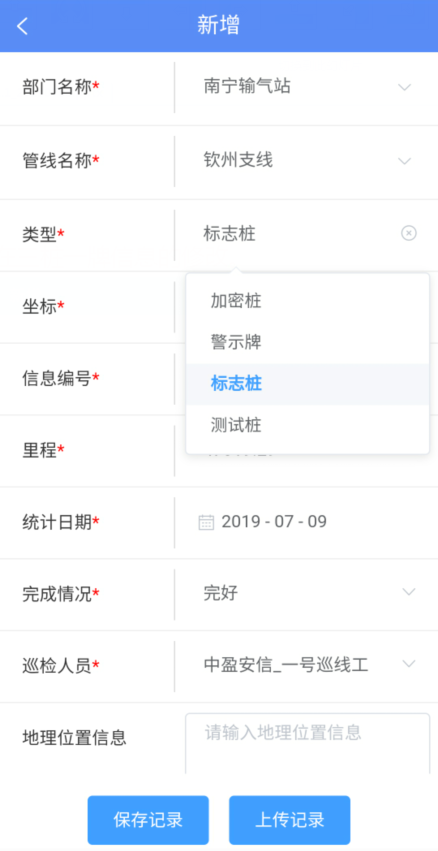 新增
部门名称* 南宁输气站
管线名称* 钦州支线
类型* 标志桩
坐标*
加密桩
警示牌
信息编号*
标志桩
测试桩
里程*
统计日期* 2019 - 07 - 09
完成情况* 完好
巡检人员* 中盈安信_一号巡线工
地理位置信息 请输入地理位置信息
保存记录 上传记录